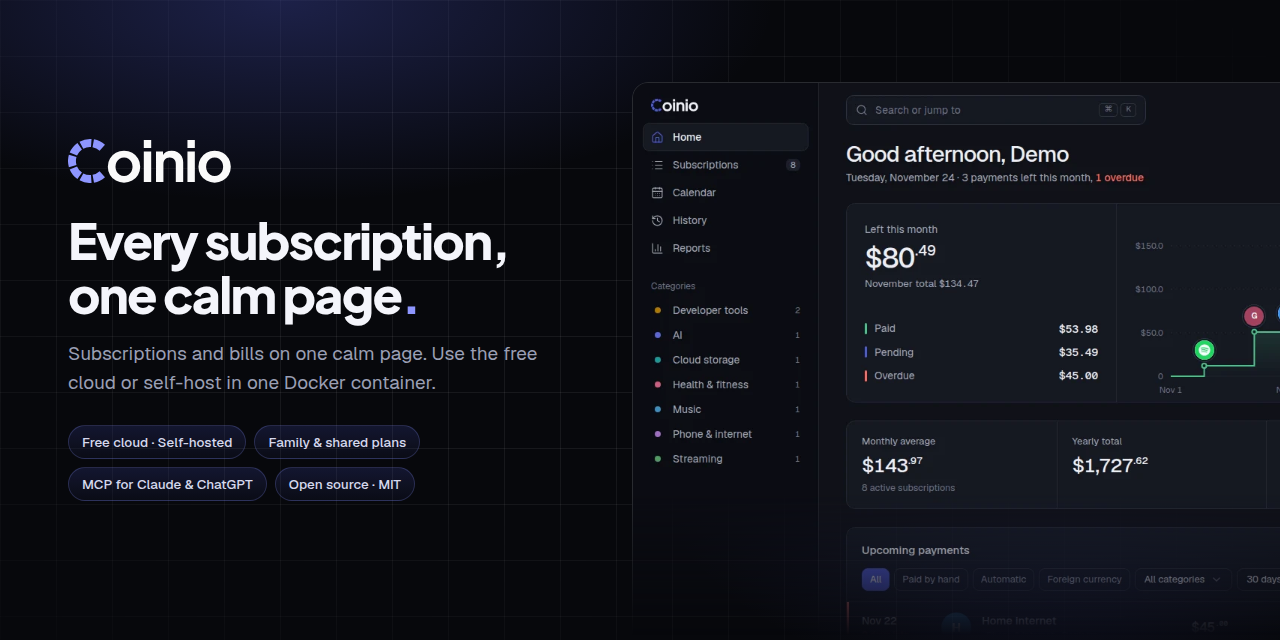 Coinio
Every subscription,
one calm page.
Subscriptions and bills on one calm page. Use the free
cloud or self-host in one Docker container.
Free cloud · Self-hosted
Family & shared plans
MCP for Claude & ChatGPT
Open source · MIT
Coinio
Home
Subscriptions 8
Calendar
History
Reports
Categories
Developer tools 2
AI 1
Cloud storage 1
Health & fitness 1
Music 1
Phone & internet 1
Streaming 1
Search or jump to ⌘ K
Good afternoon, Demo
Tuesday, November 24 · 3 payments left this month, 1 overdue
Left this month
$80.49
November total $134.47
Paid $53.98
Pending $35.49
Overdue $45.00
$150.0
$100.0
$50.0
0
G
Nov 1
Monthly average
$143.97
8 active subscriptions
Yearly total
$1,727.62
Upcoming payments
All
Paid by hand
Automatic
Foreign currency
All categories
30 days
Nov 22
Home Internet